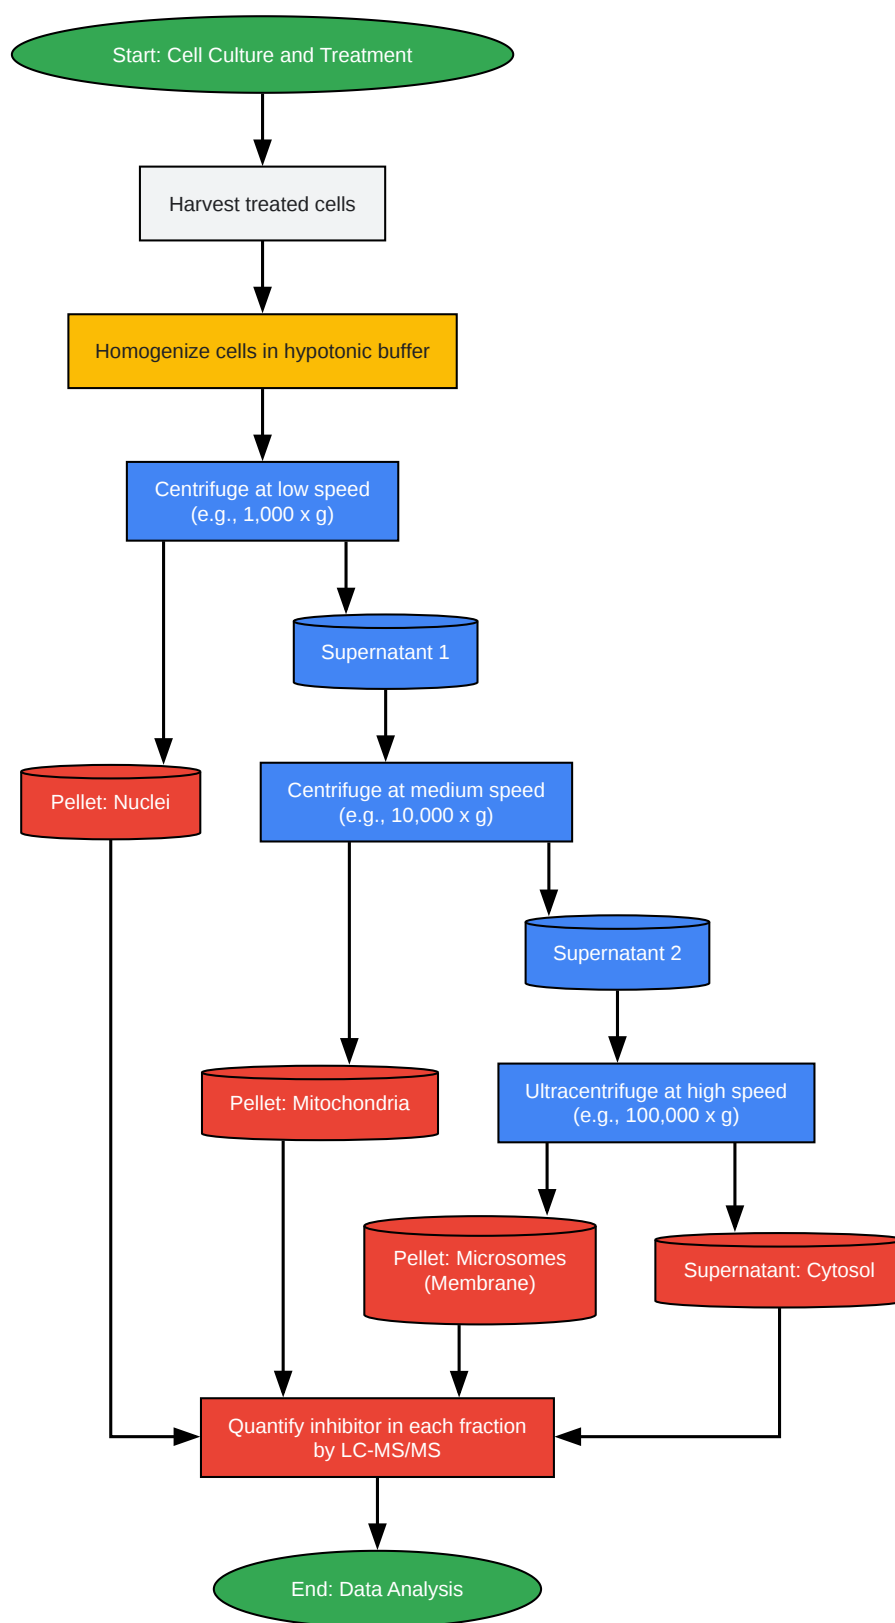 Start: Cell Culture and Treatment
Harvest treated cells
Homogenize cells in hypotonic buffer
Centrifuge at low speed
(e.g., 1,000 x g)
Supernatant 1
Pellet: Nuclei
Centrifuge at medium speed
(e.g., 10,000 x g)
Supernatant 2
Pellet: Mitochondria
Ultracentrifuge at high speed
(e.g., 100,000 x g)
Pellet: Microsomes
(Membrane)
Supernatant: Cytosol
Quantify inhibitor in each fraction
by LC-MS/MS
End: Data Analysis